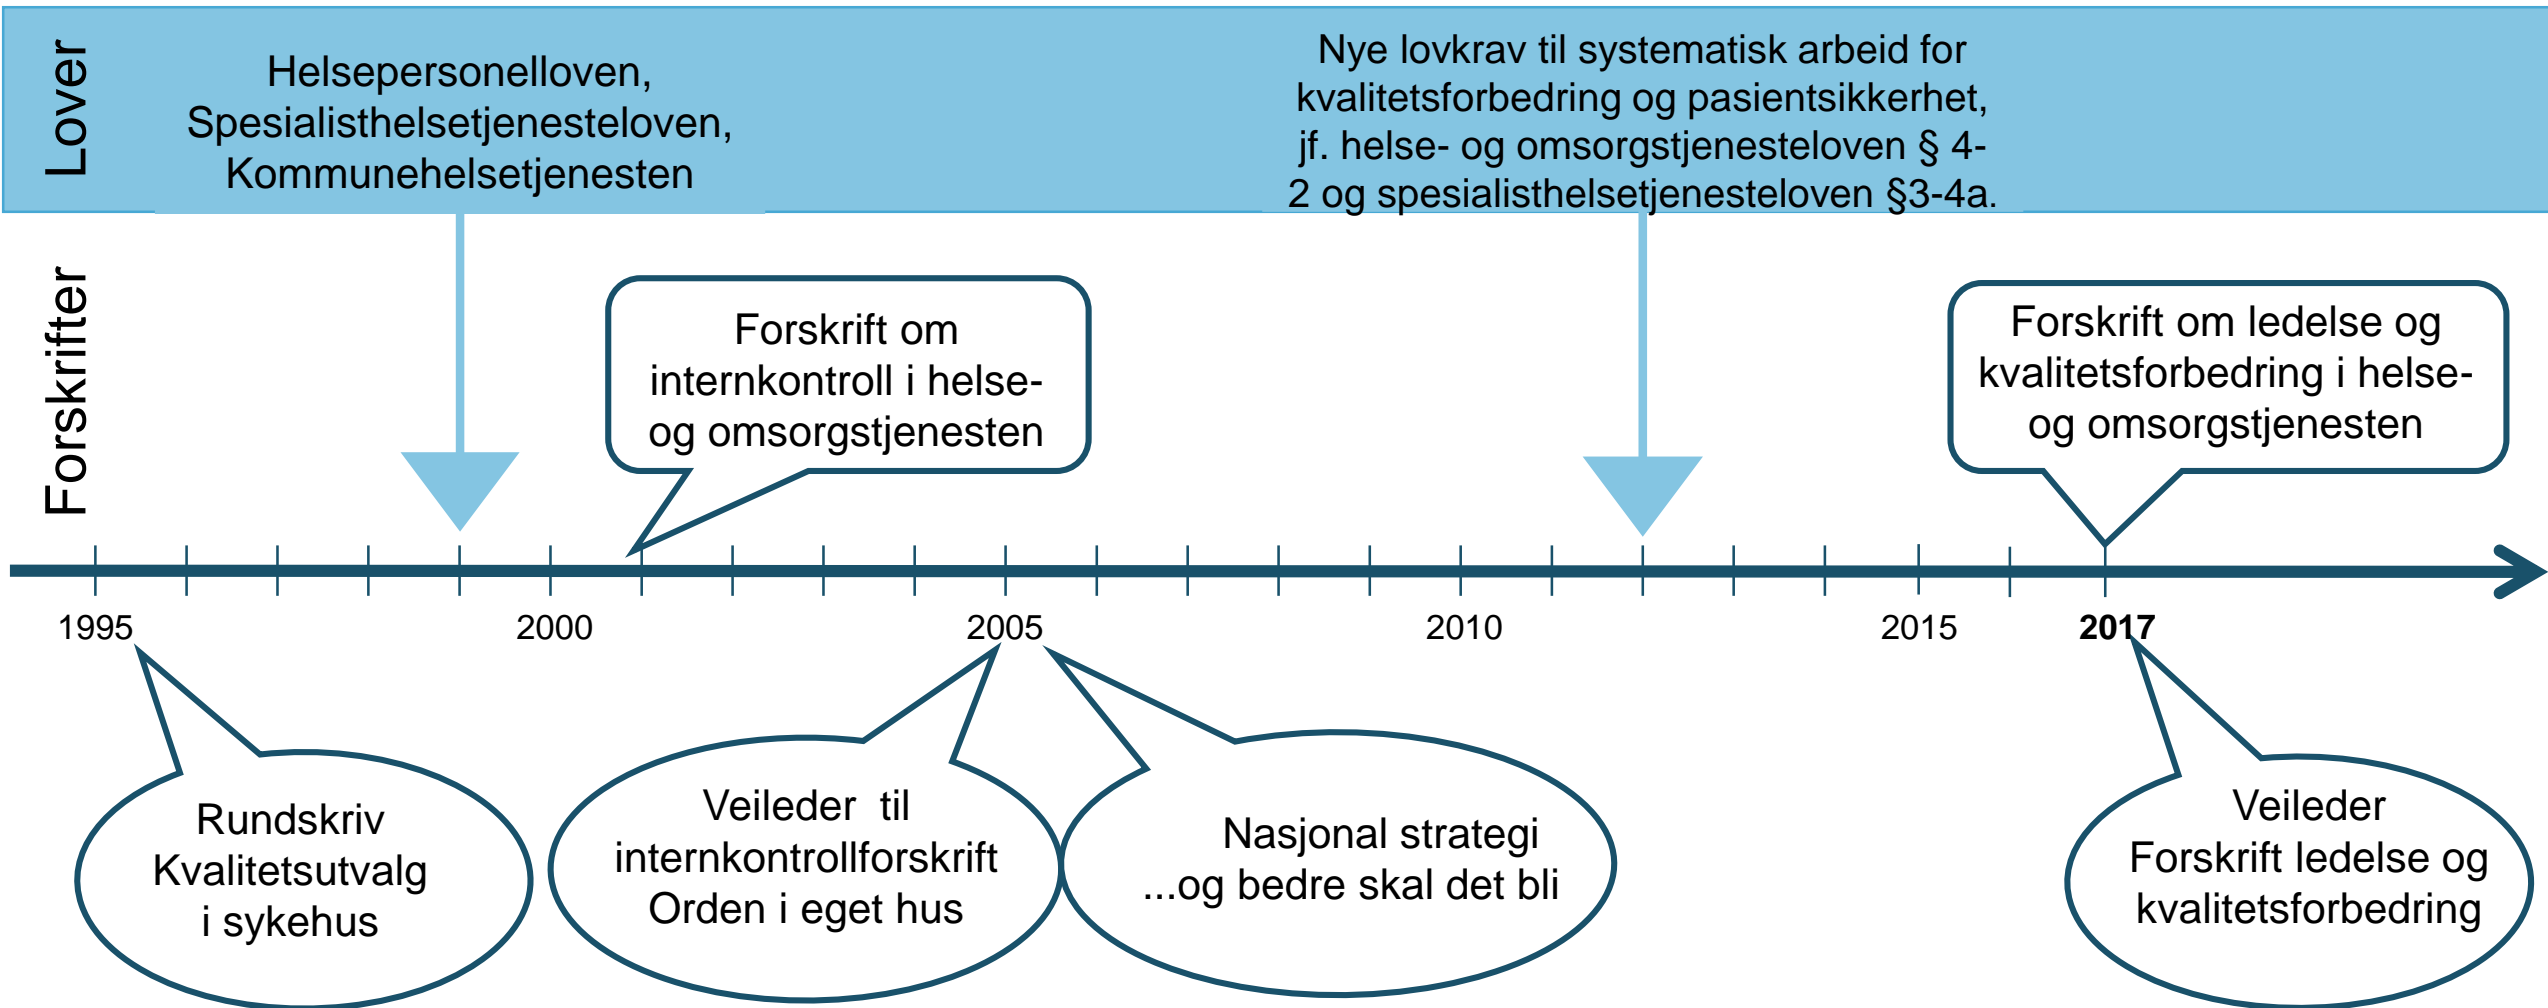 Lover
Helsepersonelloven,
Spesialisthelsetjenesteloven,
Kommunehelsetjenesten
Nye lovkrav til systematisk arbeid for
kvalitetsforbedring og pasientsikkerhet,
jf. helse- og omsorgstjenesteloven § 4-
2 og spesialisthelsetjenesteloven §3-4a.
Forskrifter
Forskrift om
internkontroll i helse-
og omsorgstjenesten
Forskrift om ledelse og
kvalitetsforbedring i helse-
og omsorgstjenesten
1995 2000 2005 2010 2015 2017
Rundskriv
Kvalitetsutvalg
i sykehus
Veileder til
internkontrollforskrift
Orden i eget hus
Nasjonal strategi
...og bedre skal det bli
Veileder
Forskrift ledelse og
kvalitetsforbedring